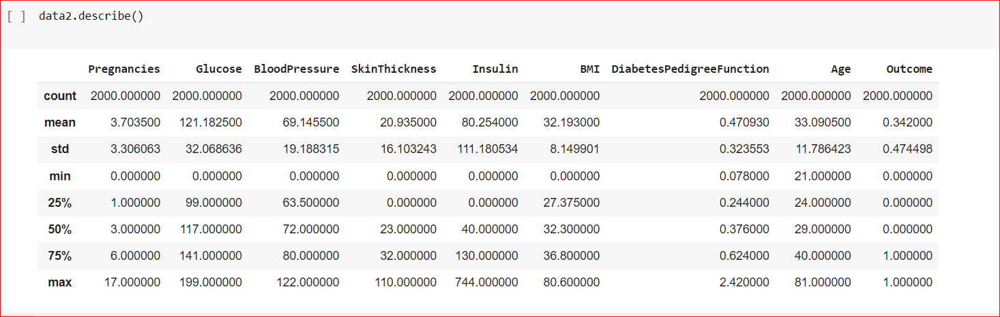 [ ] data2.describe()
Pregnancies Glucose BloodPressure SkinThickness Insulin BMI DiabetesPedigreeFunction Age Outcome
count 2000.000000 2000.000000 2000.000000 2000.000000 2000.000000 2000.000000 2000.000000 2000.000000 2000.000000
mean 3.703500 121.182500 69.145500 20.935000 80.254000 32.193000 0.470930 33.090500 0.342000
std 3.306063 32.068636 19.188315 16.103243 111.180534 8.149901 0.323553 11.786423 0.474498
min 0.000000 0.000000 0.000000 0.000000 0.000000 0.000000 0.078000 21.000000 0.000000
25% 1.000000 99.000000 63.500000 0.000000 0.000000 27.375000 0.244000 24.000000 0.000000
50% 3.000000 117.000000 72.000000 23.000000 40.000000 32.300000 0.376000 29.000000 0.000000
75% 6.000000 141.000000 80.000000 32.000000 130.000000 36.800000 0.624000 40.000000 1.000000
max 17.000000 199.000000 122.000000 110.000000 744.000000 80.600000 2.420000 81.000000 1.000000